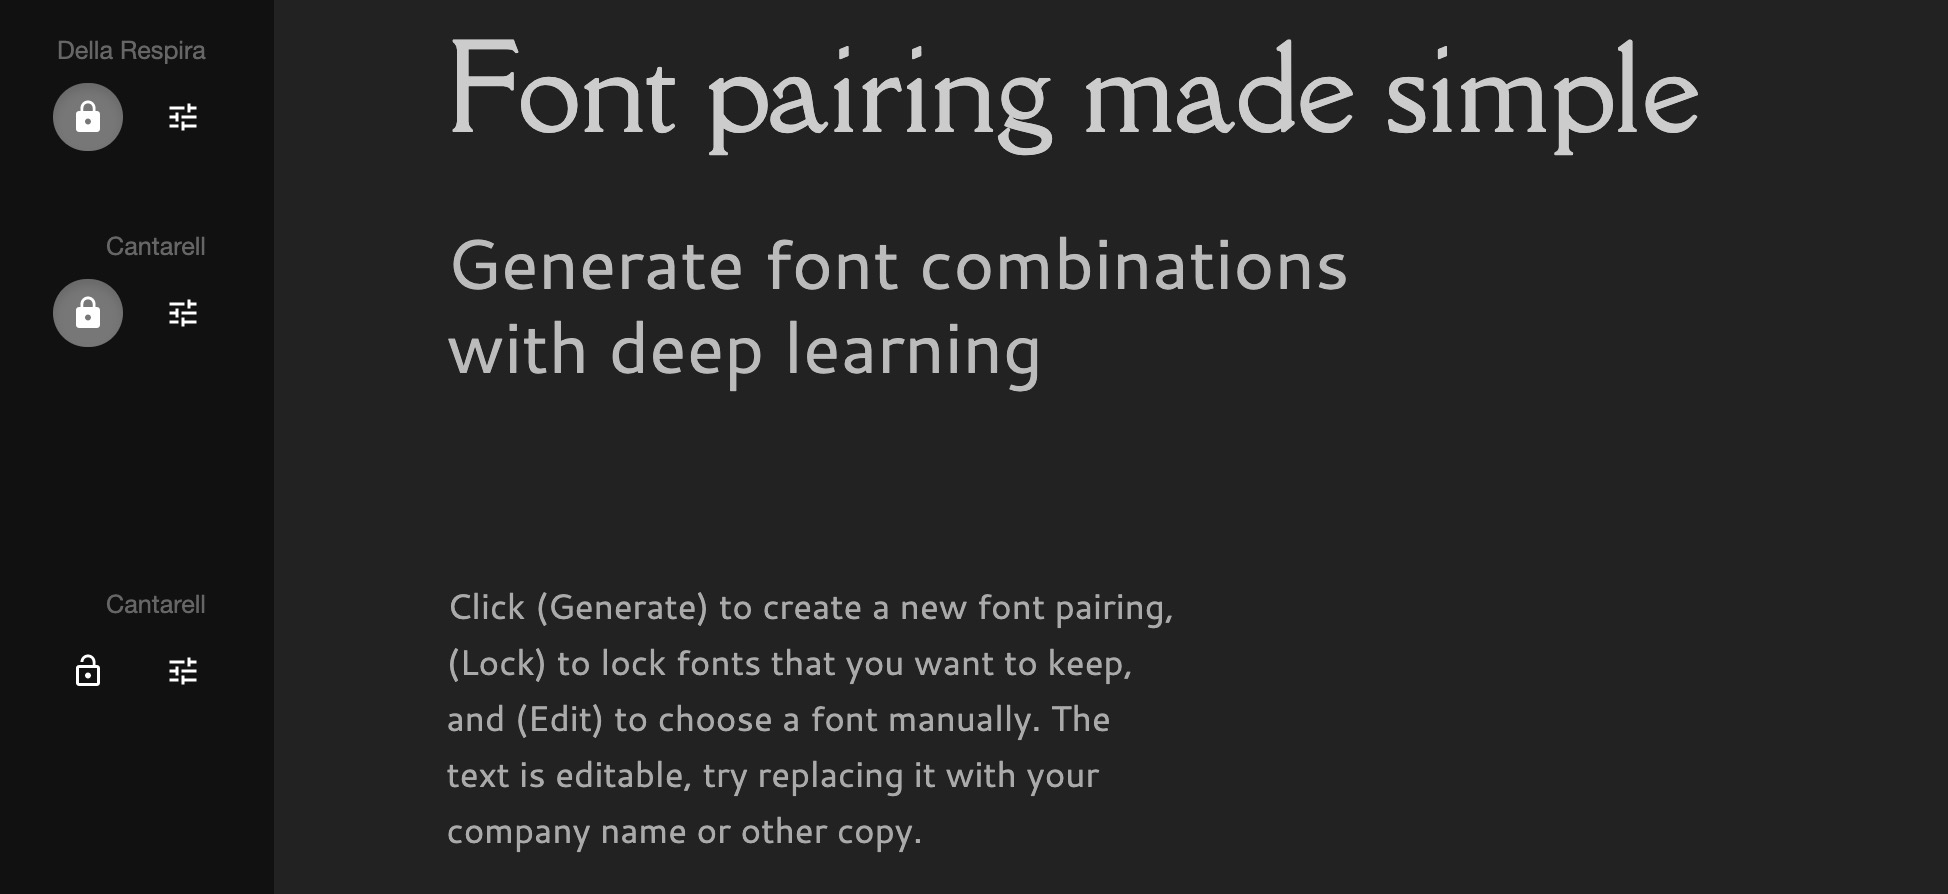 Della Respira
Font pairing made simple
Cantarell
Generate font combinations
with deep learning
Cantarell
Click (Generate) to create a new font pairing,
(Lock) to lock fonts that you want to keep,
and (Edit) to choose a font manually. The
text is editable, try replacing it with your
company name or other copy.